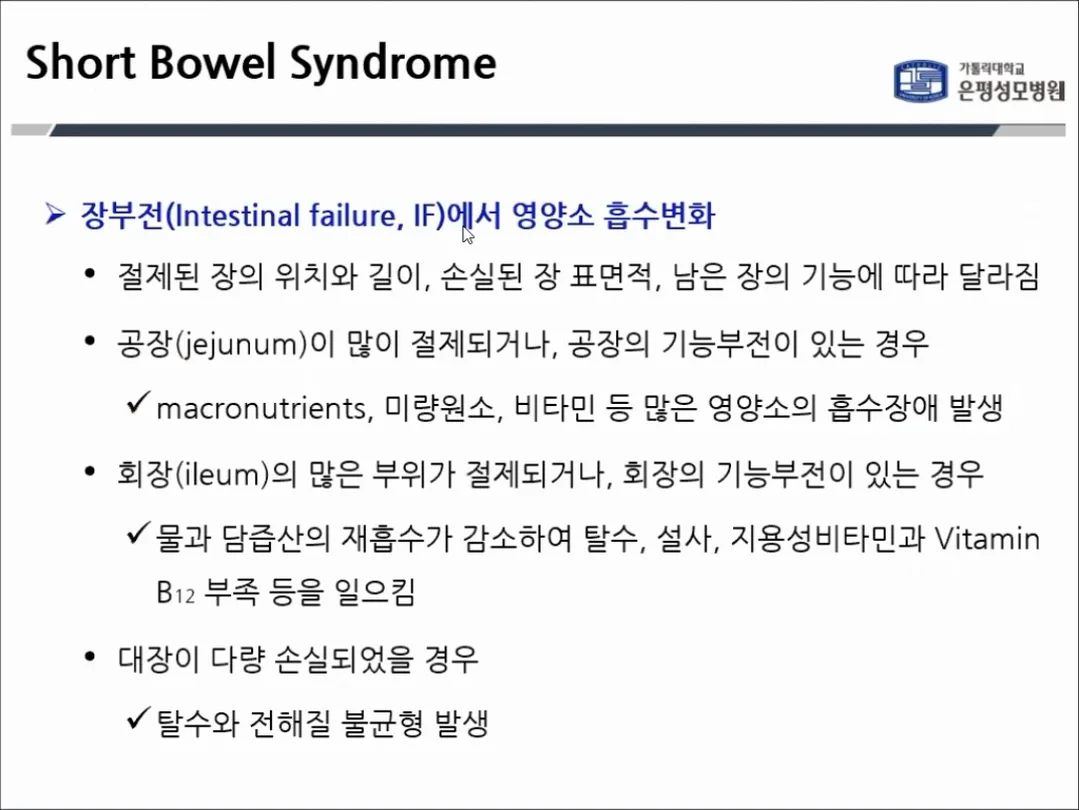 Short Bowel Syndrome
가톨릭대학교
은평성모병원
➢ 장부전(Intestinal failure, IF)에서 영양소 흡수변화
• 절제된 장의 위치와 길이, 손실된 장 표면적, 남은 장의 기능에 따라 달라짐
• 공장(jejunum)이 많이 절제되거나, 공장의 기능부전이 있는 경우
✓ macronutrients, 미량원소, 비타민 등 많은 영양소의 흡수장애 발생
• 회장(ileum)의 많은 부위가 절제되거나, 회장의 기능부전이 있는 경우
✓ 물과 담즙산의 재흡수가 감소하여 탈수, 설사, 지용성비타민과 Vitamin
B12 부족 등을 일으킴
• 대장이 다량 손실되었을 경우
✓ 탈수와 전해질 불균형 발생